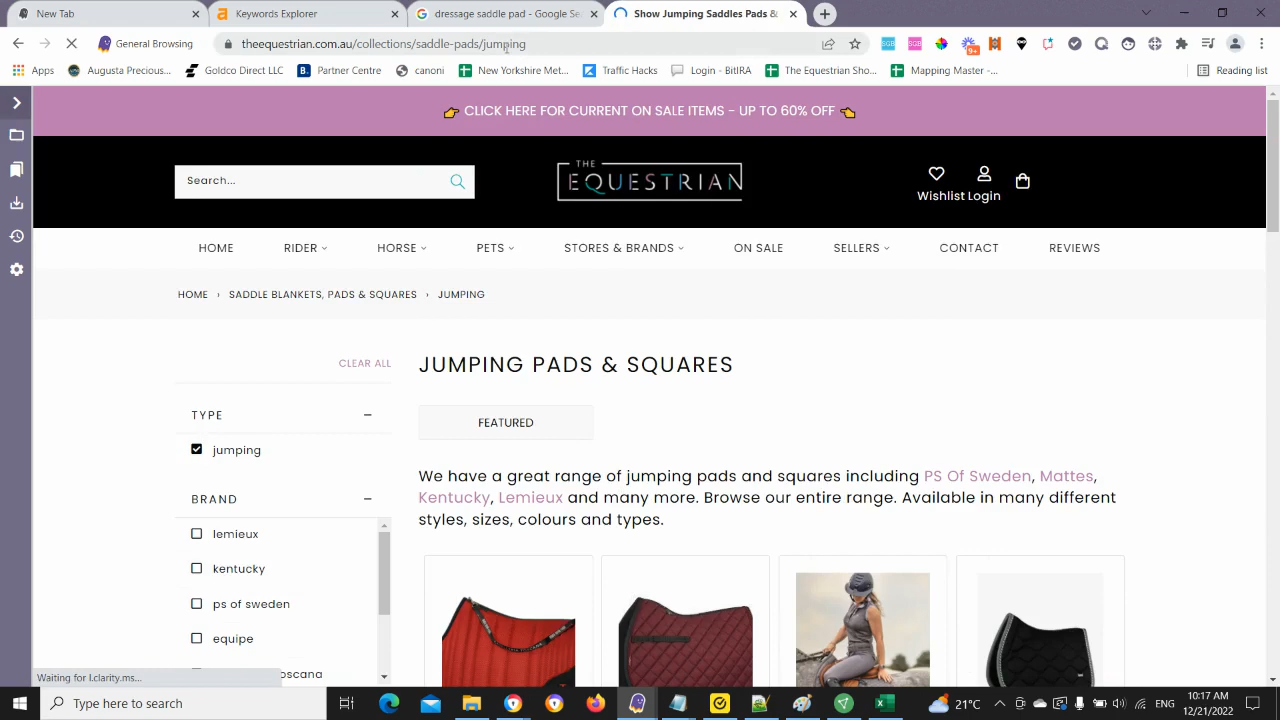 New Tab
Keywords Explorer
dressage saddle pad - Google Se
Show Jumping Saddles Pads &
General Browsing
theequestrian.com.au/collections/saddle-pads/jumping
Apps
Augusta Precious...
Goldco Direct LLC
Partner Centre
canoni
New Yorkshire Met...
Traffic Hacks
Login - BitIRA
The Equestrian Sho...
Mapping Master -...
Reading list
CLICK HERE FOR CURRENT ON SALE ITEMS - UP TO 60% OFF
Search...
THE
EQUESTRIAN
Wishlist Login
HOME
RIDER
HORSE
PETS
STORES & BRANDS
ON SALE
SELLERS
CONTACT
REVIEWS
HOME › SADDLE BLANKETS, PADS & SQUARES › JUMPING
CLEAR ALL
TYPE
jumping
BRAND
lemieux
kentucky
ps of sweden
equipe
JUMPING PADS & SQUARES
FEATURED
We have a great range of jumping pads and squares including PS Of Sweden, Mattes,
Kentucky, Lemieux and many more. Browse our entire range. Available in many different
styles, sizes, colours and types.
Waiting for l.clarity.ms...
Type here to search
21°C
ENG
10:17 AM
12/21/2022